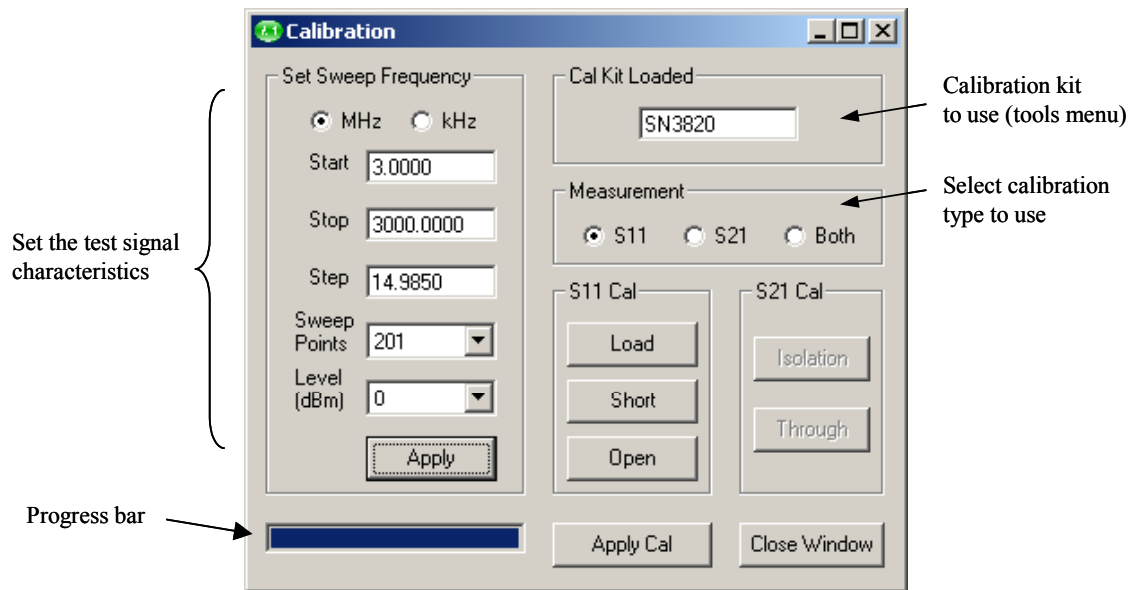 Calibration
Set Sweep Frequency
MHz kHz
Start 3.0000
Stop 3000.0000
Step 14.9850
Sweep
Points 201
Level
(dBm) 0
Apply
Cal Kit Loaded
SN3820
Measurement
S11 S21 Both
S11 Cal
Load
Short
Open
S21 Cal
Isolation
Through
Apply Cal
Close Window
Set the test signal
characteristics
Progress bar
Calibration kit
to use (tools menu)
Select calibration
type to use